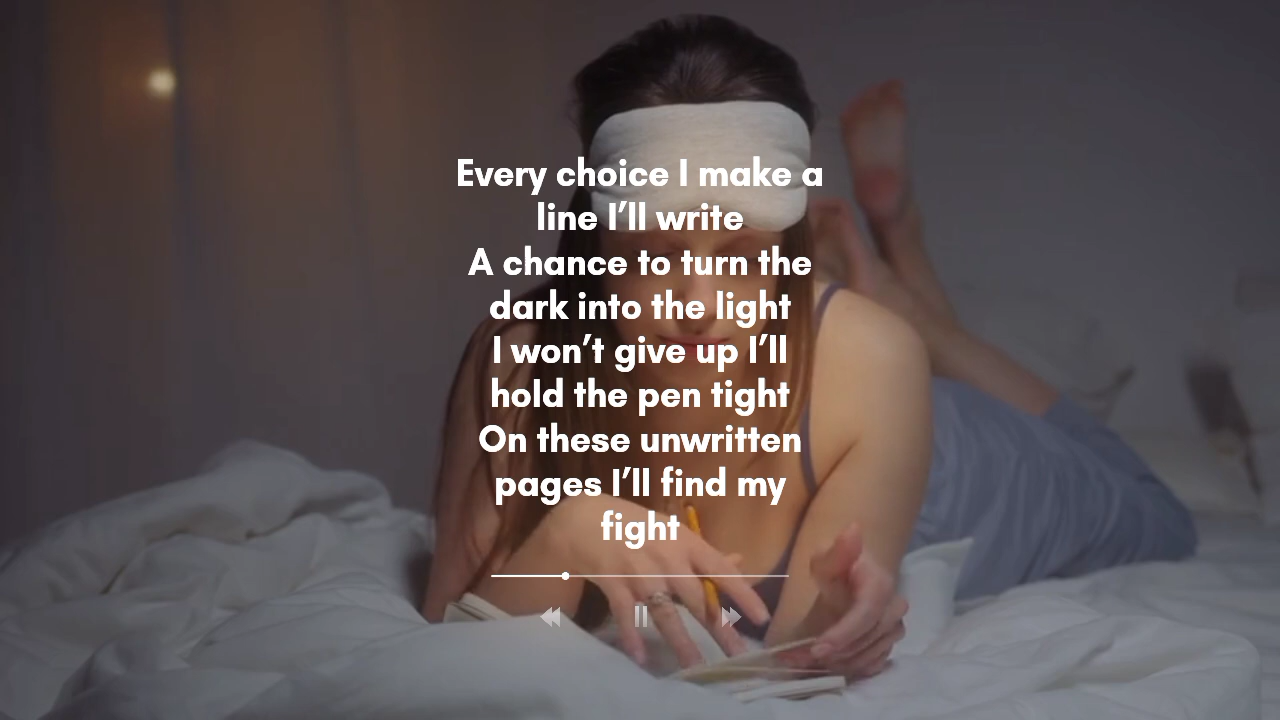 Every choice I make a
line I’ll write
A chance to turn the
dark into the light
I won’t give up I’ll
hold the pen tight
On these unwritten
pages I’ll find my
fight